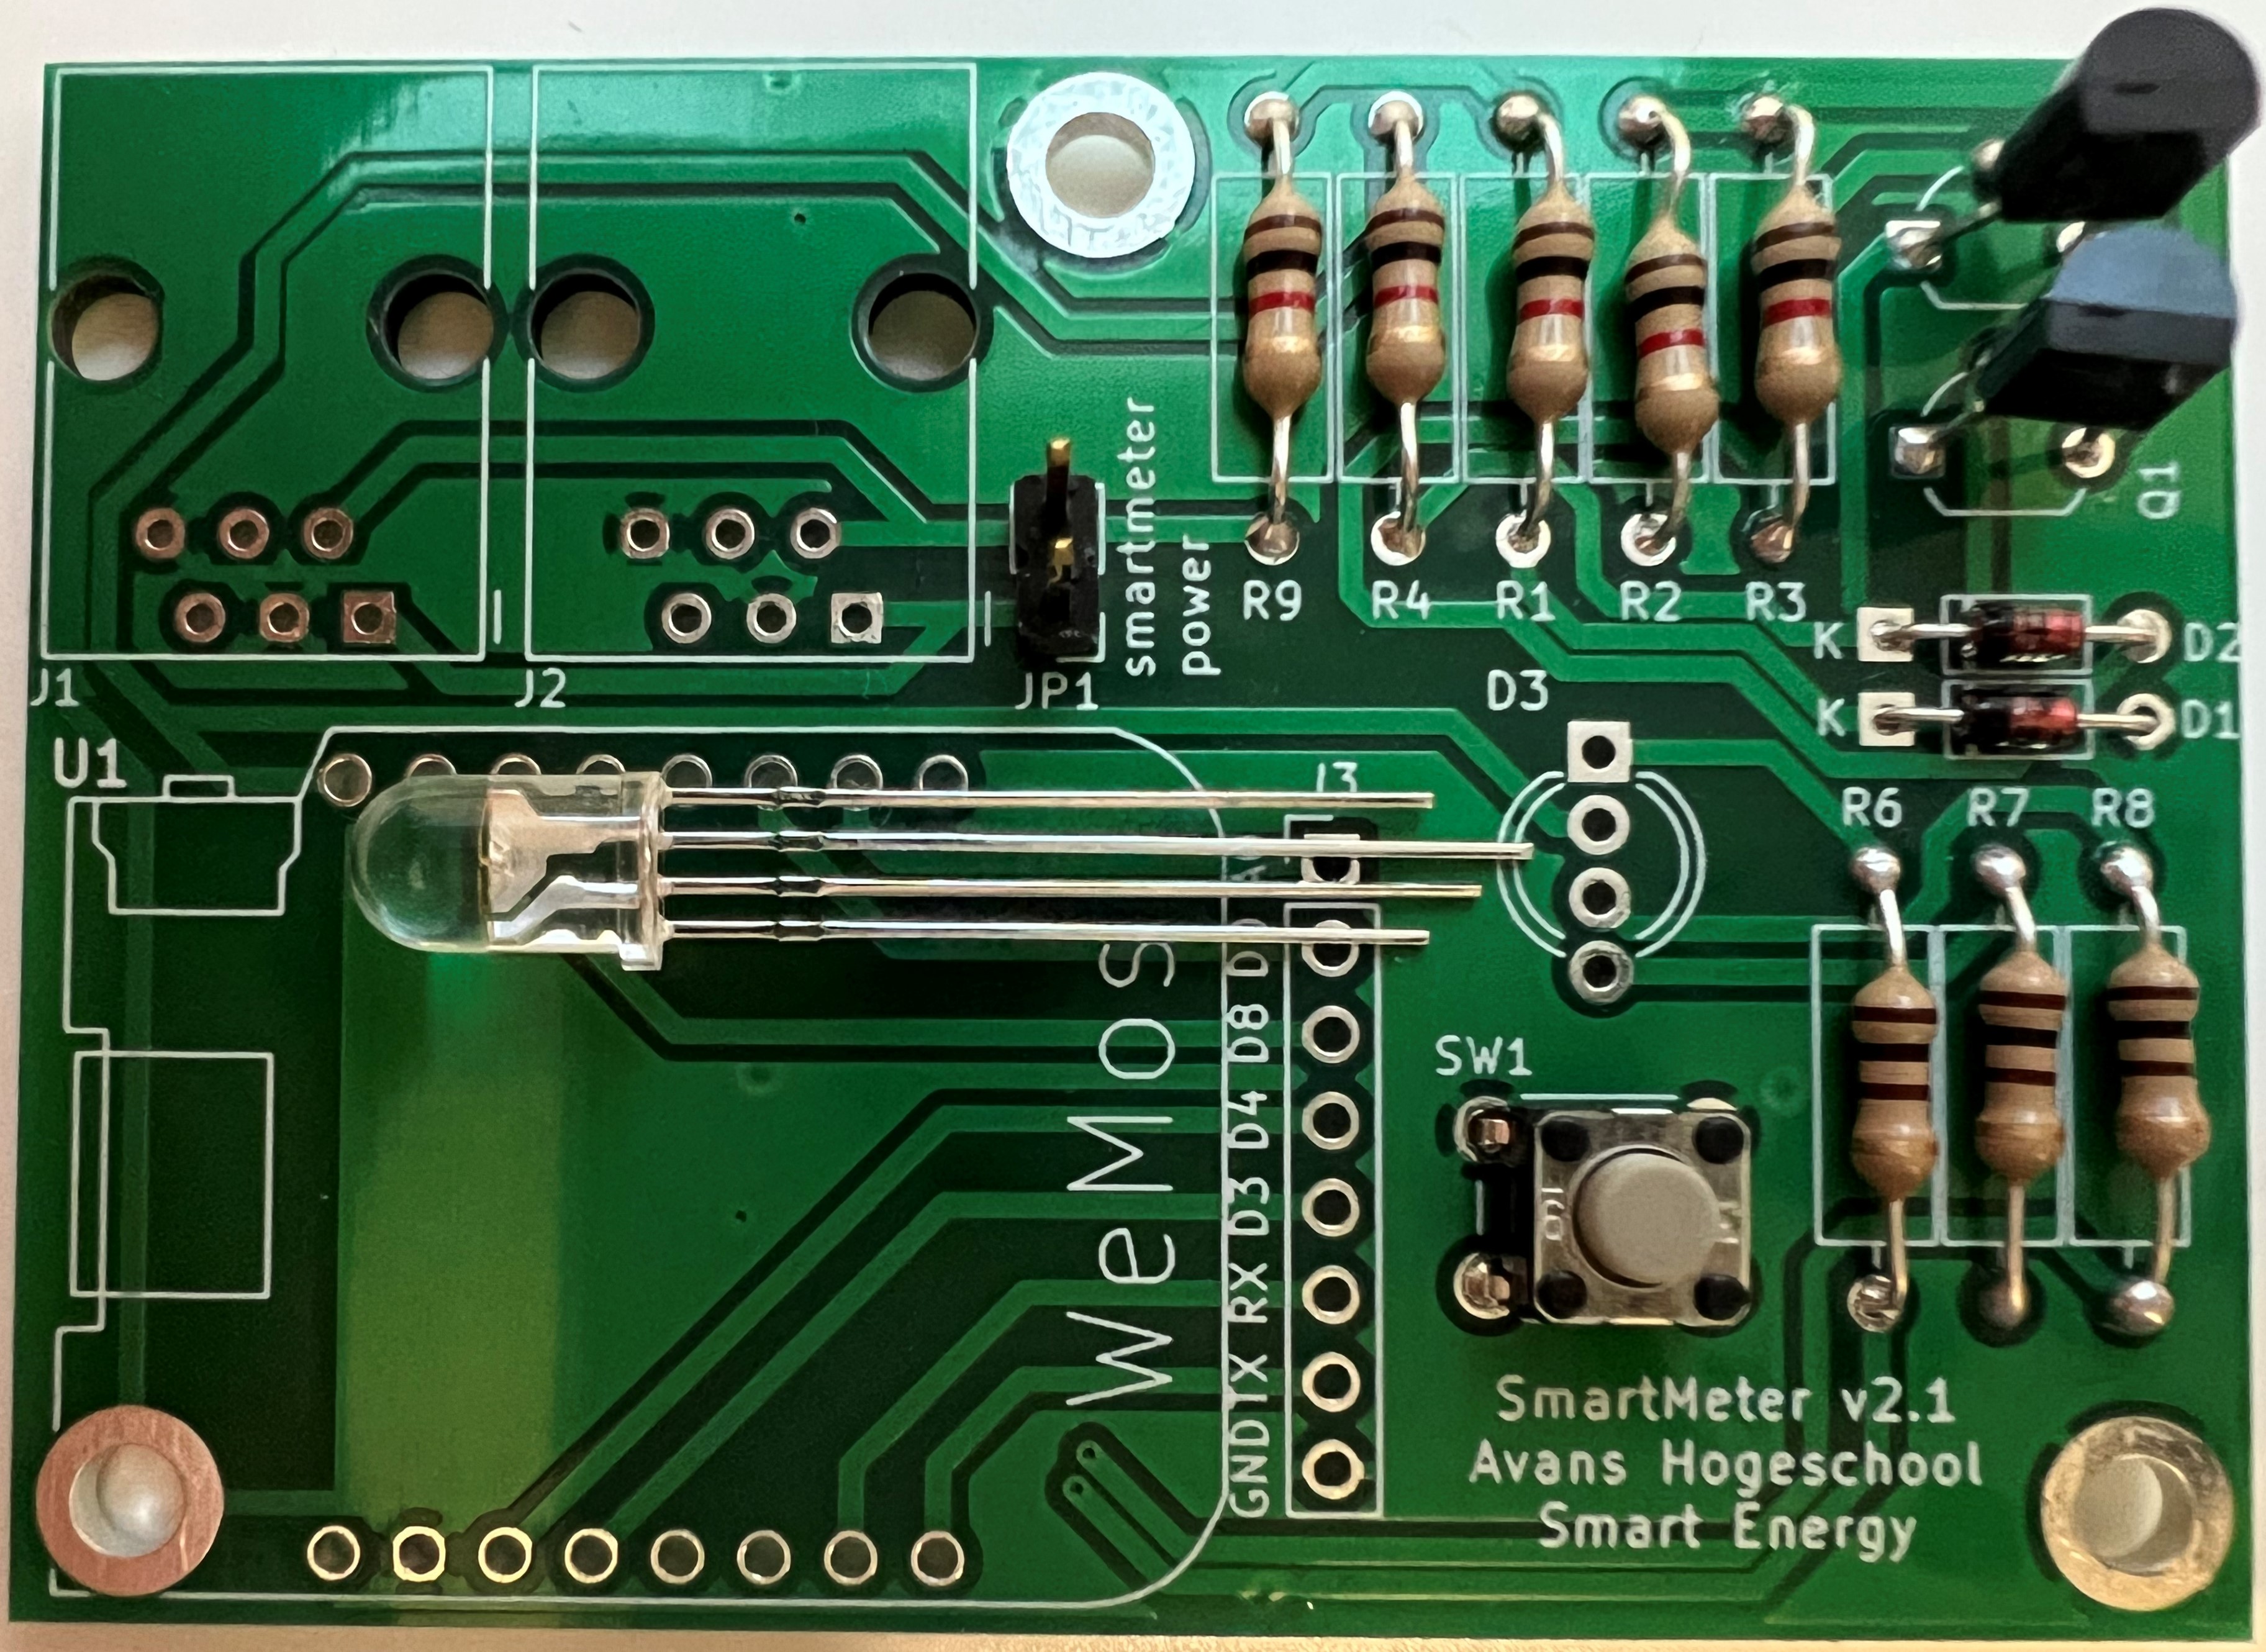 smartmeter
power
R9
R4
R1
R2
R3
Q1
K
D2
K
D1
J1
J2
JP1
D3
U1
J3
R6
R7
R8
D8
D4
D3
RX
TX
GND
WeMos
SW1
SmartMeter v2.1
Avans Hogeschool
Smart Energy